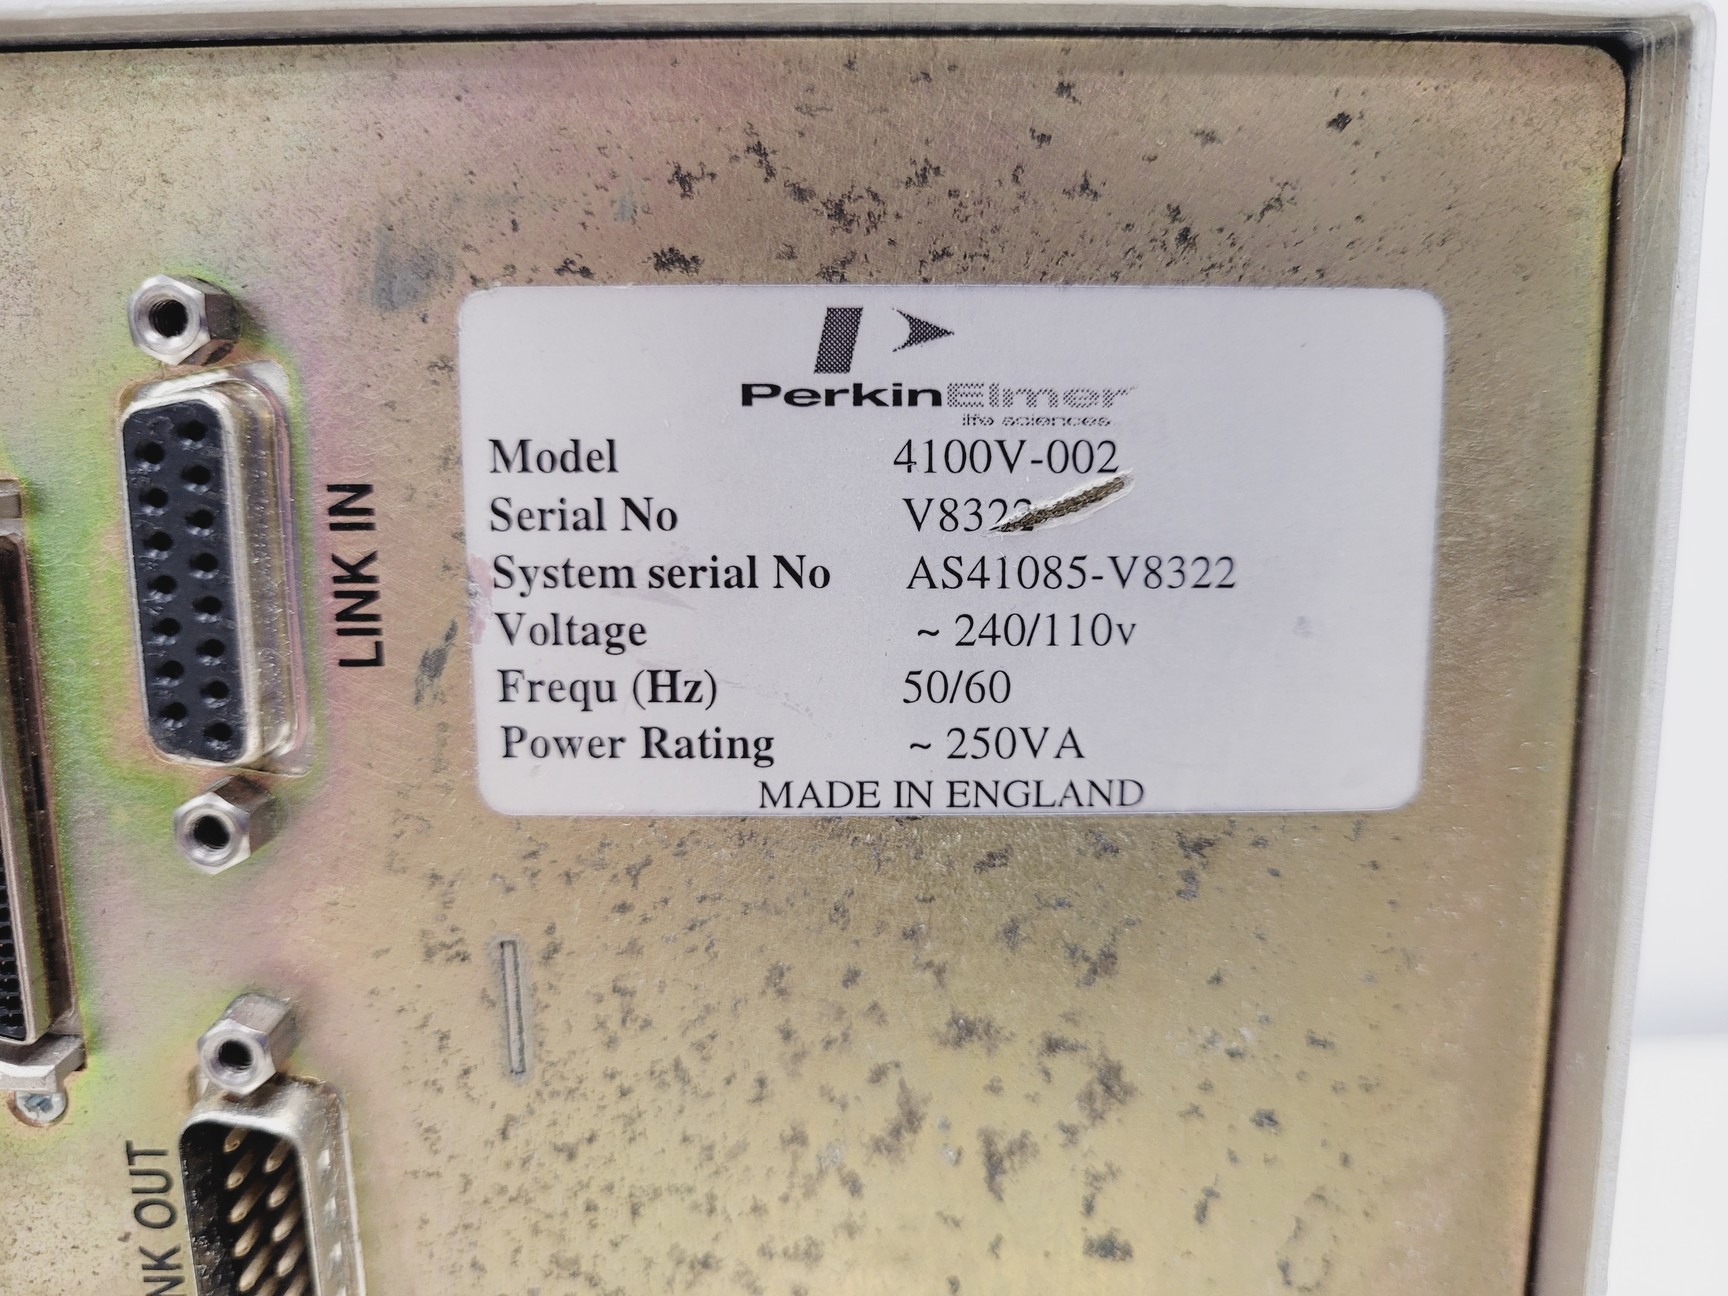 PerkinElmer
life sciences
Model 4100V-002
Serial No V8322
System serial No AS41085-V8322
Voltage ~ 240/110v
Frequ (Hz) 50/60
Power Rating ~ 250VA
MADE IN ENGLAND
LINK IN
NK OUT